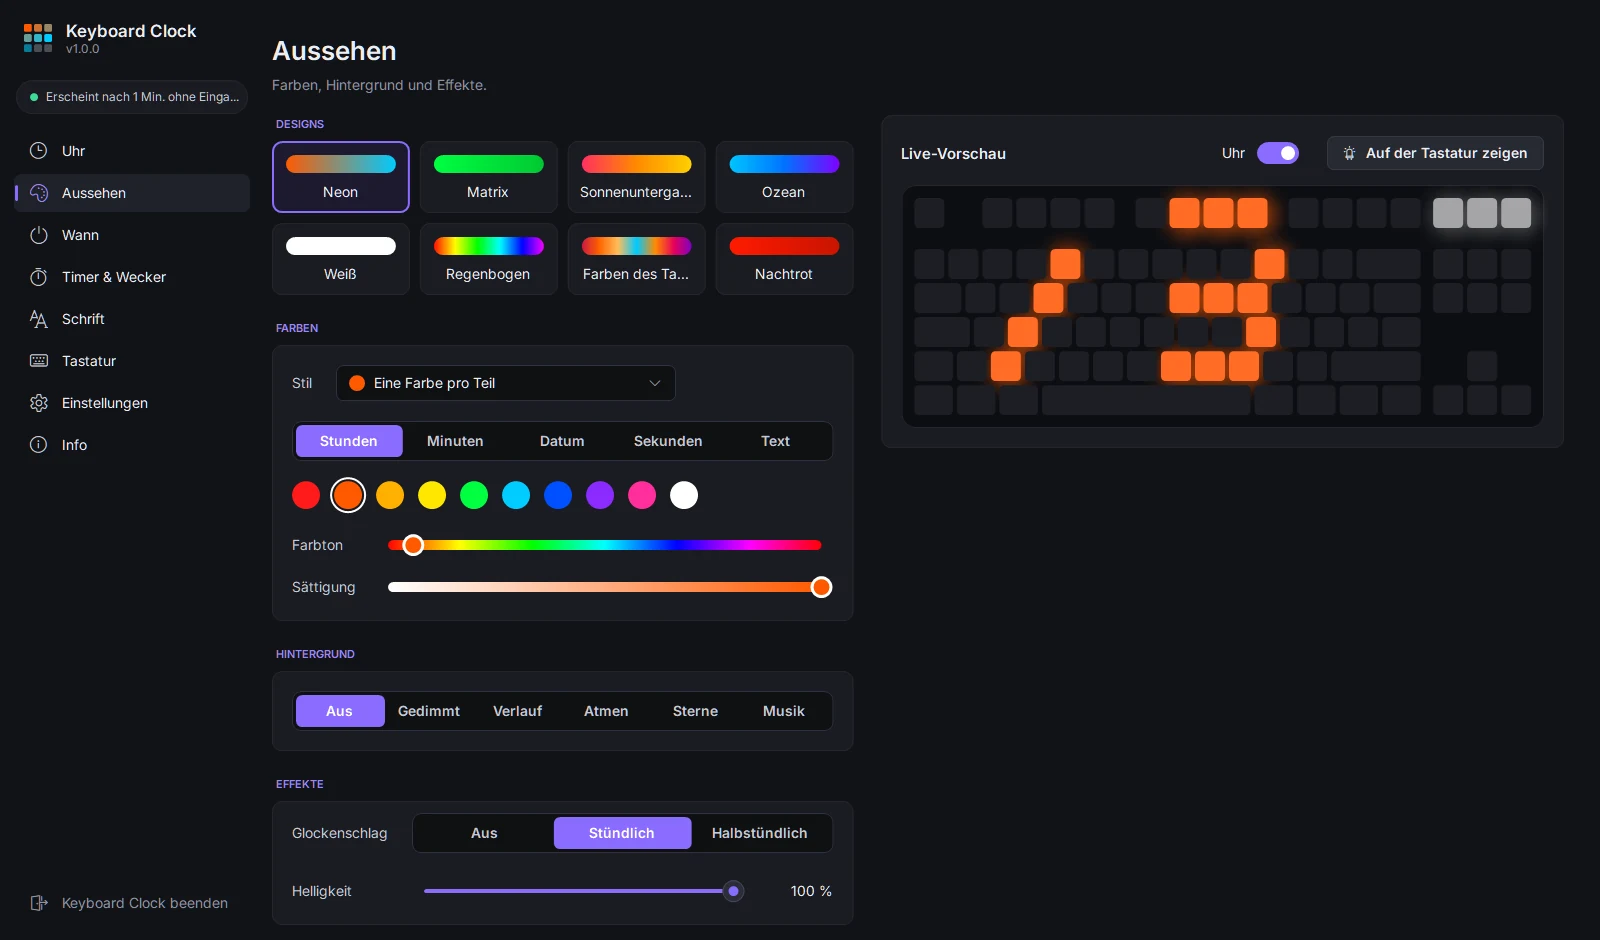 Keyboard Clock
v1.0.0
Erscheint nach 1 Min. ohne Einga...
Uhr
Aussehen
Wann
Timer & Wecker
Schrift
Tastatur
Einstellungen
Info
Keyboard Clock beenden
Aussehen
Farben, Hintergrund und Effekte.
DESIGNS
Neon
Matrix
Sonnenunterga...
Ozean
Weiß
Regenbogen
Farben des Ta...
Nachtrot
FARBEN
Stil
Eine Farbe pro Teil
Stunden
Minuten
Datum
Sekunden
Text
Farbton
Sättigung
HINTERGRUND
Aus
Gedimmt
Verlauf
Atmen
Sterne
Musik
EFFEKTE
Glockenschlag
Aus
Stündlich
Halbstündlich
Helligkeit
100 %
Live-Vorschau
Uhr
Auf der Tastatur zeigen